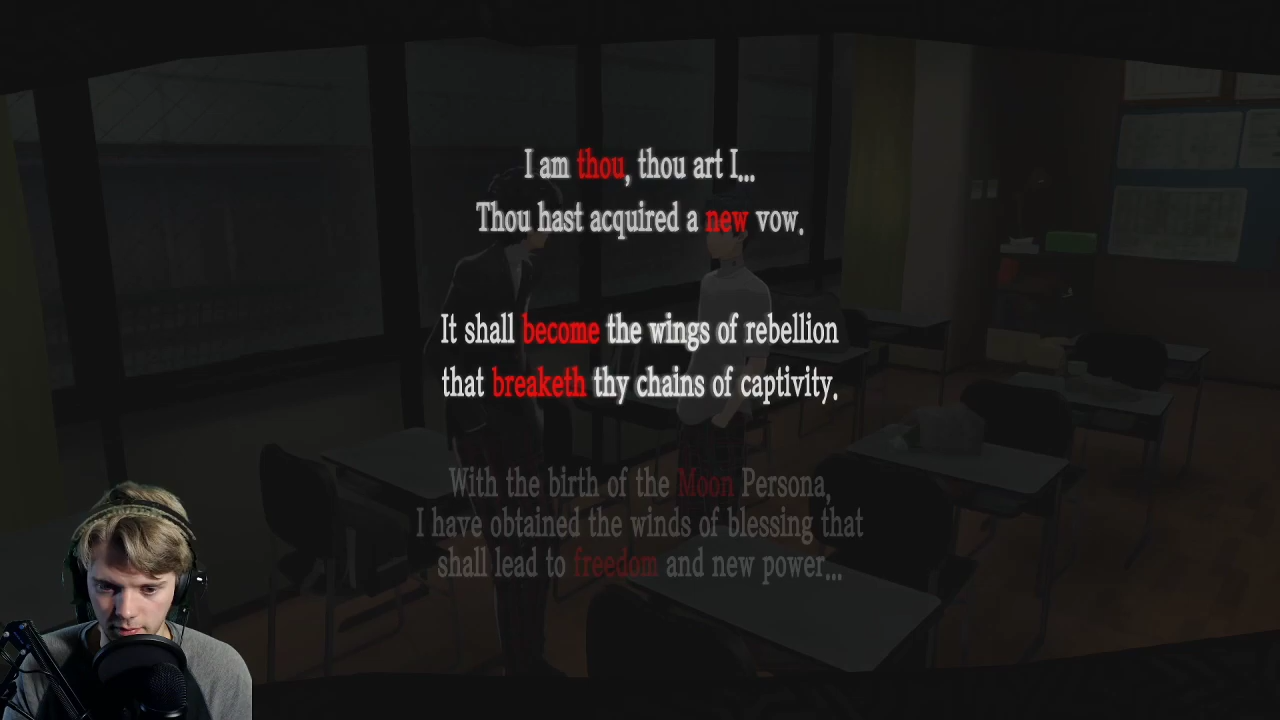 I am thou, thou art I...
Thou hast acquired a new vow.
It shall become the wings of rebellion
that breaketh thy chains of captivity.
With the birth of the Moon Persona,
I have obtained the winds of blessing that
shall lead to freedom and new power...